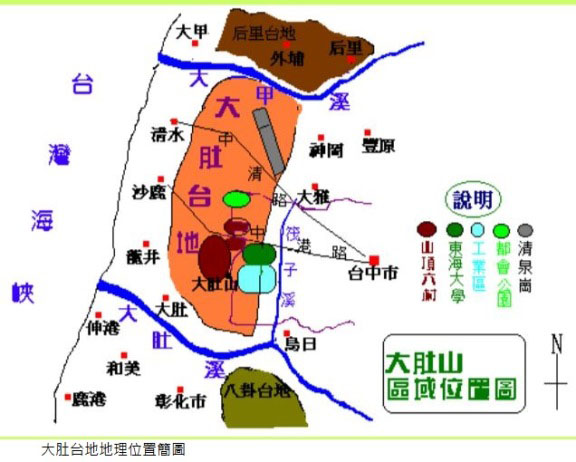 大甲
后里台地
外埔
后里
台灣海峽
大甲溪
大肚台地
清水
中清路
神岡
豐原
沙鹿
大雅
中港路
筏子溪
龍井
大肚山
台中市
大肚
伸港
大肚溪
烏日
和美
鹿港
彰化市
八卦台地
說明
山頂六村
東海大學
工業區
都會公園
清泉崗
N
大肚山
區域位置圖
大肚台地地理位置簡圖